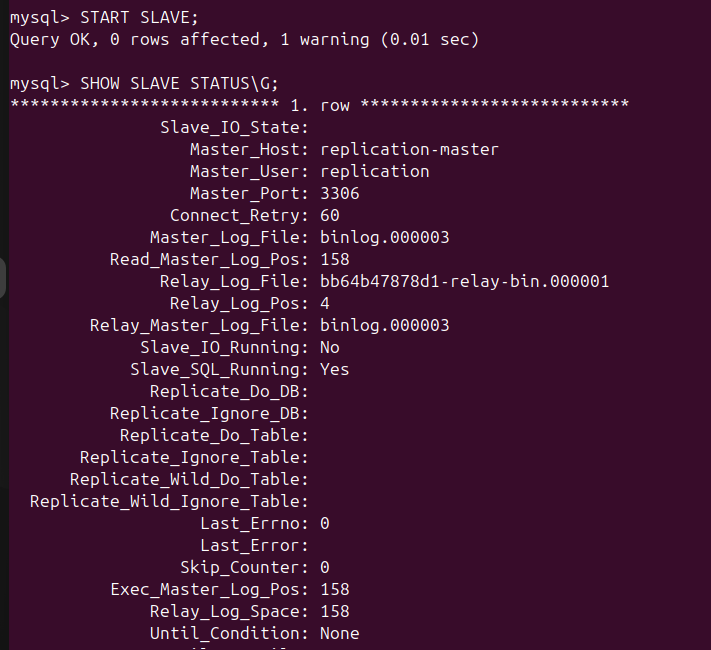 mysql> START SLAVE;
Query OK, 0 rows affected, 1 warning (0.01 sec)
mysql> SHOW SLAVE STATUS\G;
*************************** 1. row ***************************
Slave_IO_State:
Master_Host: replication-master
Master_User: replication
Master_Port: 3306
Connect_Retry: 60
Master_Log_File: binlog.000003
Read_Master_Log_Pos: 158
Relay_Log_File: bb64b47878d1-relay-bin.000001
Relay_Log_Pos: 4
Relay_Master_Log_File: binlog.000003
Slave_IO_Running: No
Slave_SQL_Running: Yes
Replicate_Do_DB:
Replicate_Ignore_DB:
Replicate_Do_Table:
Replicate_Ignore_Table:
Replicate_Wild_Do_Table:
Replicate_Wild_Ignore_Table:
Last_Errno: 0
Last_Error:
Skip_Counter: 0
Exec_Master_Log_Pos: 158
Relay_Log_Space: 158
Until_Condition: None